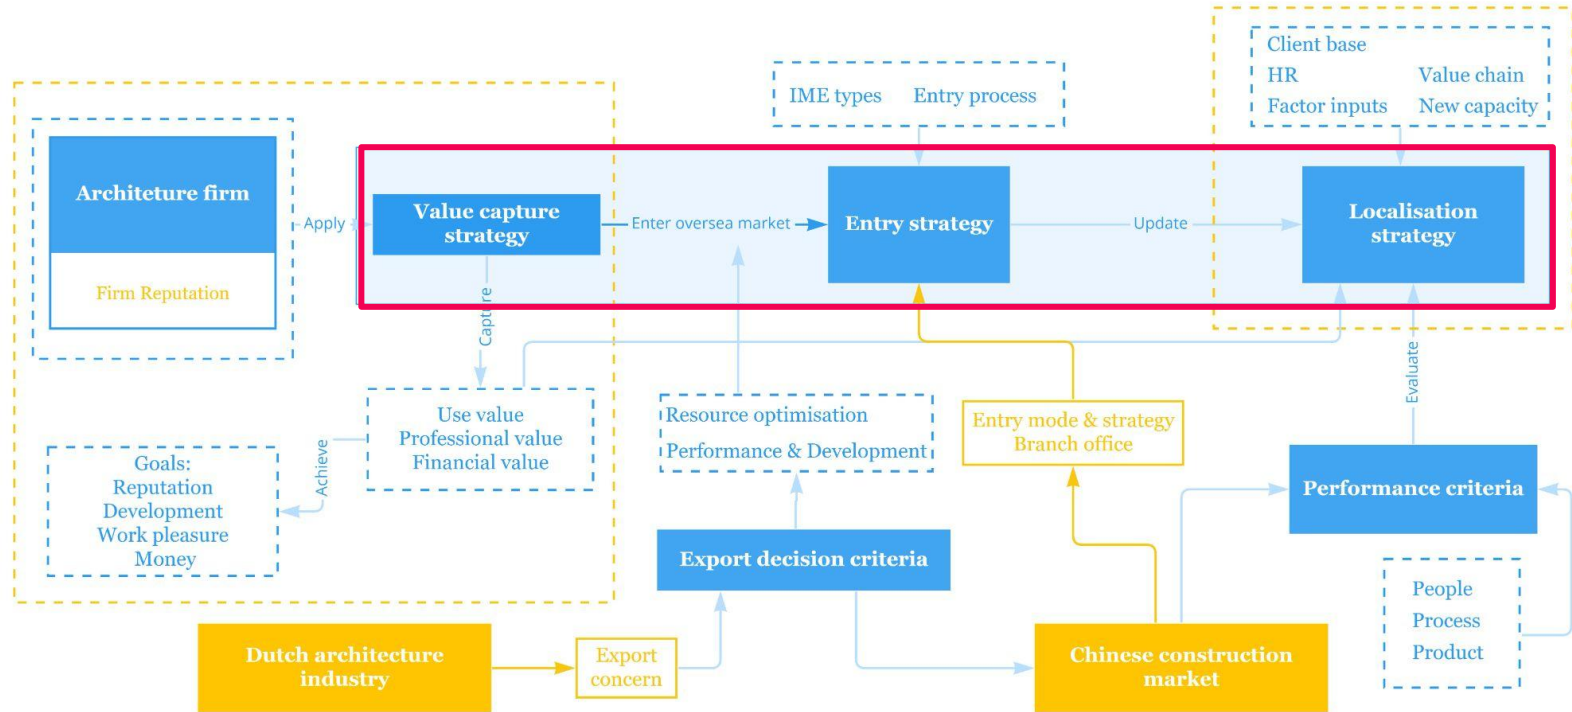 Client base
HR
Value chain
Factor inputs
New capacity
IME types
Entry process
Architeture firm
Firm Reputation
Apply
Value capture
strategy
Enter oversea market
Entry strategy
Update
Localisation
strategy
Capture
Evaluate
Use value
Professional value
Financial value
Achieve
Goals:
Reputation
Development
Work pleasure
Money
Resource optimisation
Performance & Development
Entry mode & strategy
Branch office
Performance criteria
Export decision criteria
People
Process
Product
Dutch architecture
industry
Export
concern
Chinese construction
market